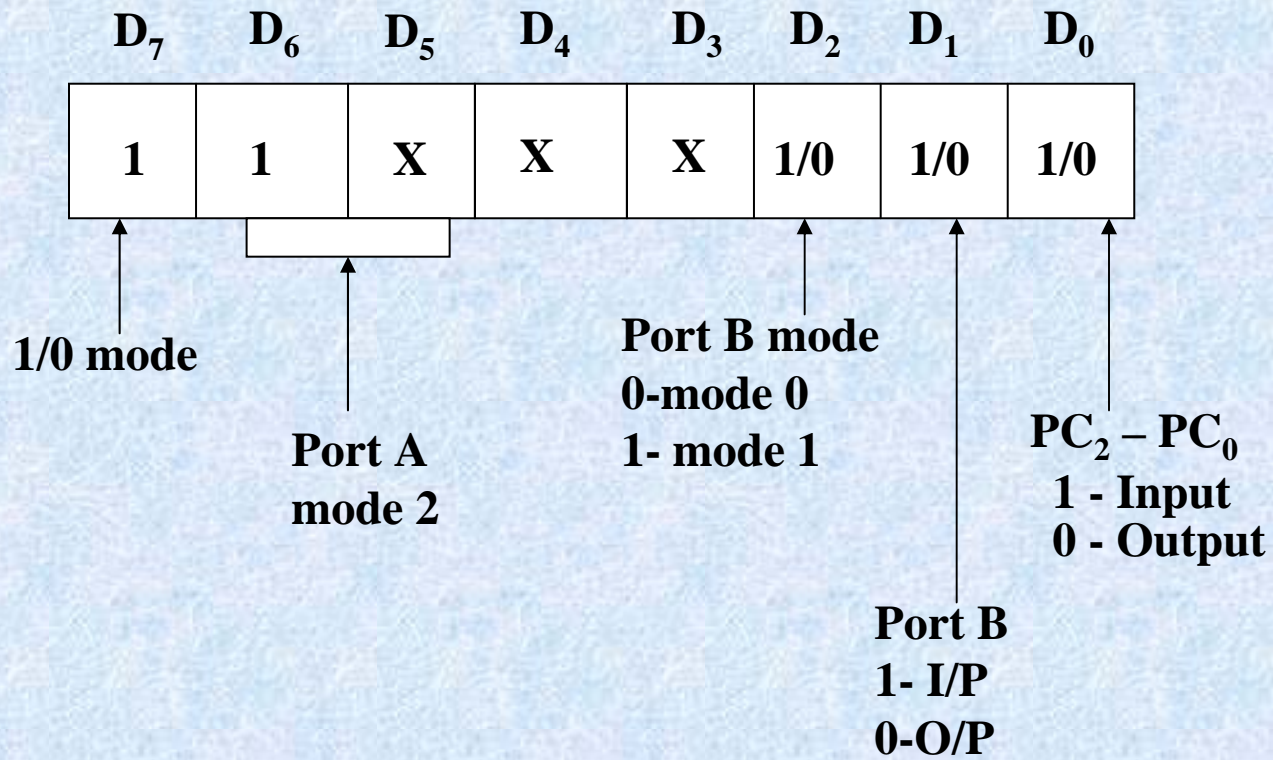 D₇ D₆ D₅ D₄ D₃ D₂ D₁ D₀
1 1 X X X 1/0 1/0 1/0
1/0 mode
Port A
mode 2
Port B mode
0-mode 0
1- mode 1
PC₂ – PC₀
1 - Input
0 - Output
Port B
1- I/P
0-O/P